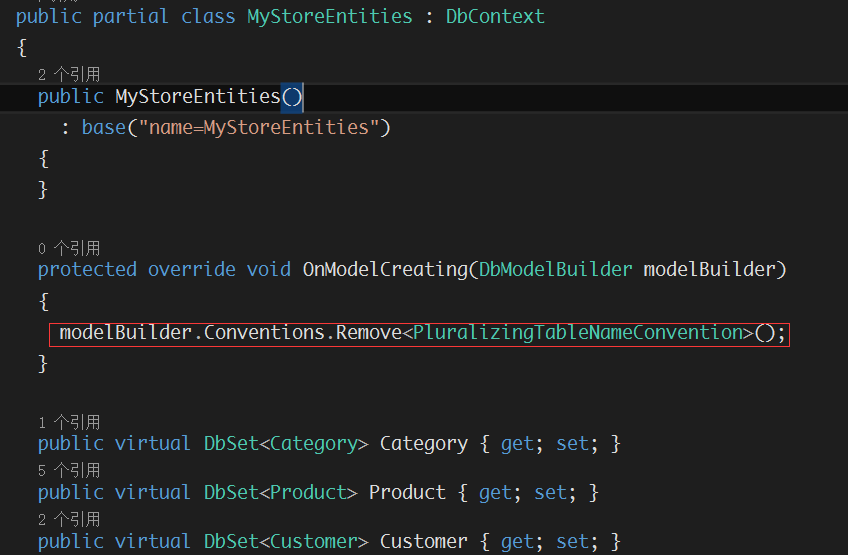 public partial class MyStoreEntities : DbContext
{
2 个引用
public MyStoreEntities()
: base("name=MyStoreEntities")
{
}
0 个引用
protected override void OnModelCreating(DbModelBuilder modelBuilder)
{
modelBuilder.Conventions.Remove<PluralizingTableNameConvention>();
}
1 个引用
public virtual DbSet<Category> Category { get; set; }
5 个引用
public virtual DbSet<Product> Product { get; set; }
2 个引用
public virtual DbSet<Customer> Customer { get; set; }